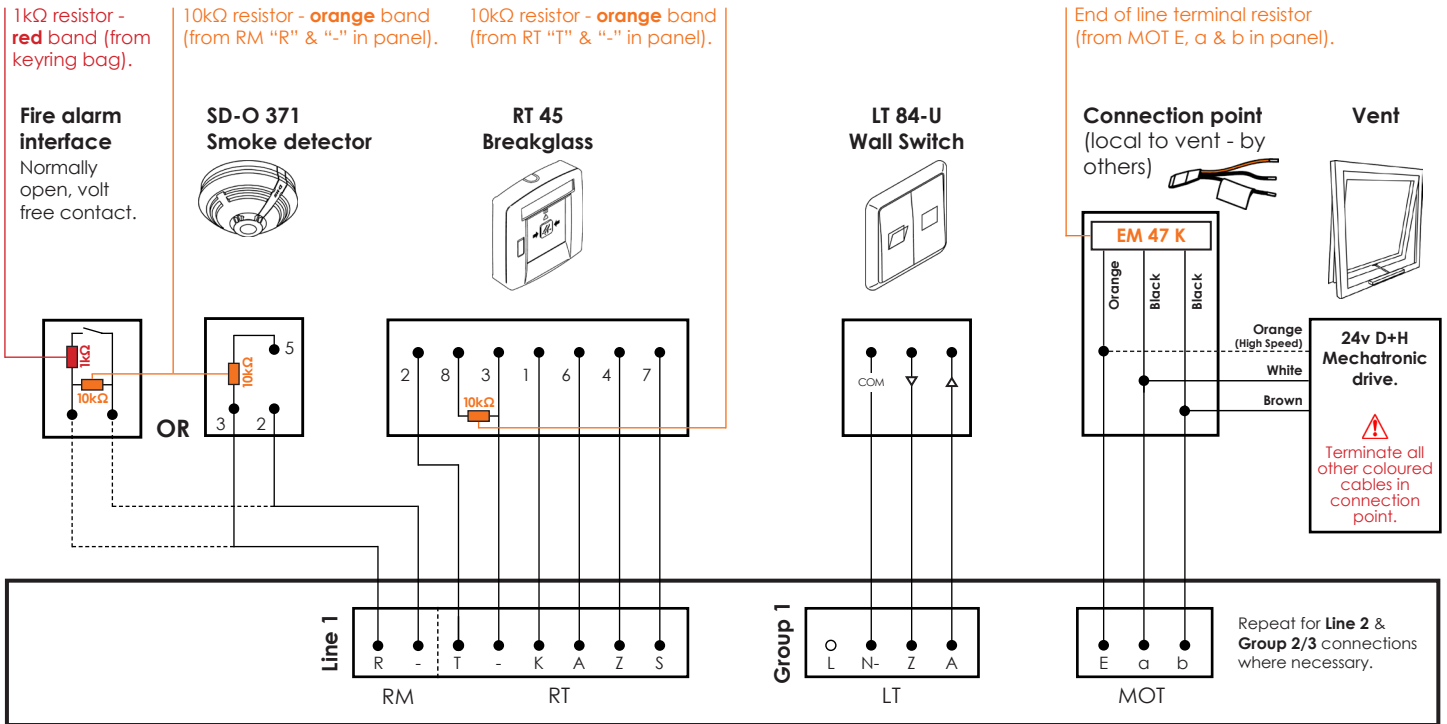 1kΩ resistor -
red band (from
keyring bag).
10kΩ resistor - orange band
(from RM “R” & “-” in panel).
10kΩ resistor - orange band
(from RT “T” & “-” in panel).
End of line terminal resistor
(from MOT E, a & b in panel).
Fire alarm
interface
Normally
open, volt
free contact.
SD-O 371
Smoke detector
RT 45
Breakglass
LT 84-U
Wall Switch
Connection point
(local to vent - by
others)
Vent
EM 47 K
Orange
Black
Black
1kΩ
10kΩ
OR
10kΩ
5
3
2
2
8
3
1
6
4
7
10kΩ
COM
Orange
(High Speed)
White
Brown
24v D+H
Mechatronic
drive.
Terminate all
other coloured
cables in
connection
point.
Line 1
R
-
T
-
K
A
Z
S
RM
RT
Group 1
L
N-
Z
A
LT
E
a
b
MOT
Repeat for Line 2 &
Group 2/3 connections
where necessary.